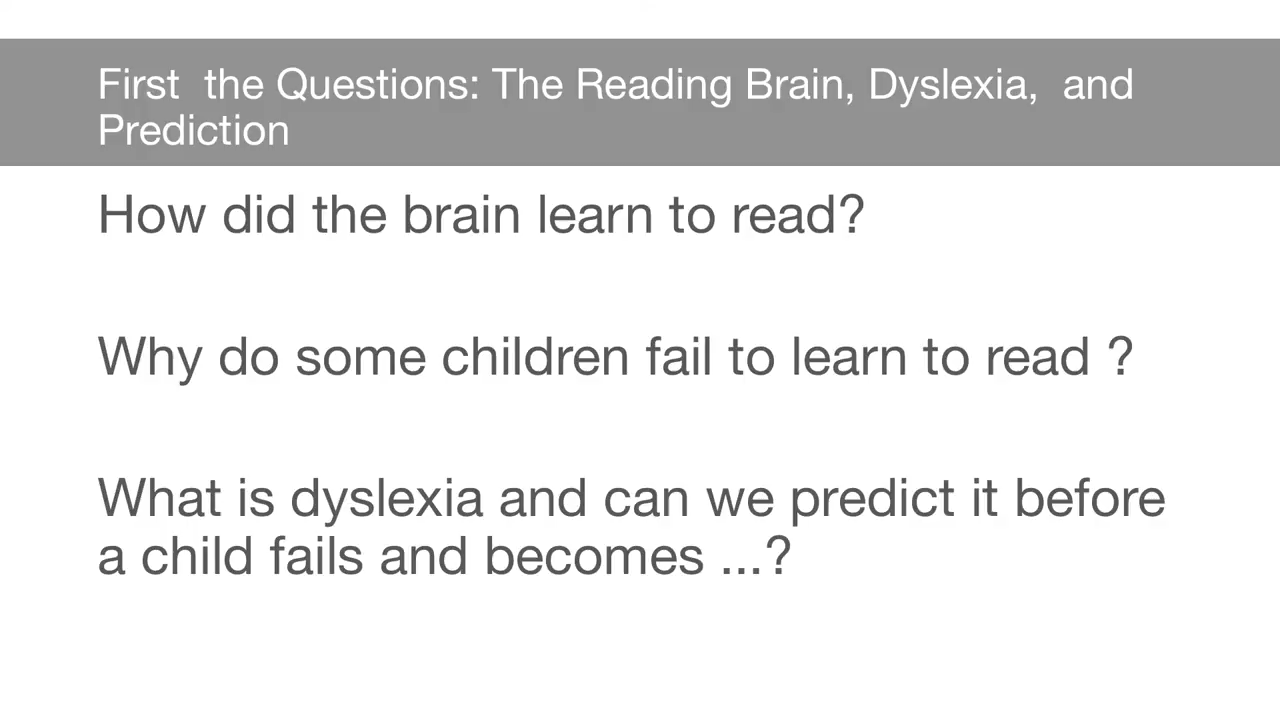 First  the Questions: The Reading Brain, Dyslexia,  and
Prediction
How did the brain learn to read?
Why do some children fail to learn to read ?
What is dyslexia and can we predict it before
a child fails and becomes ...?